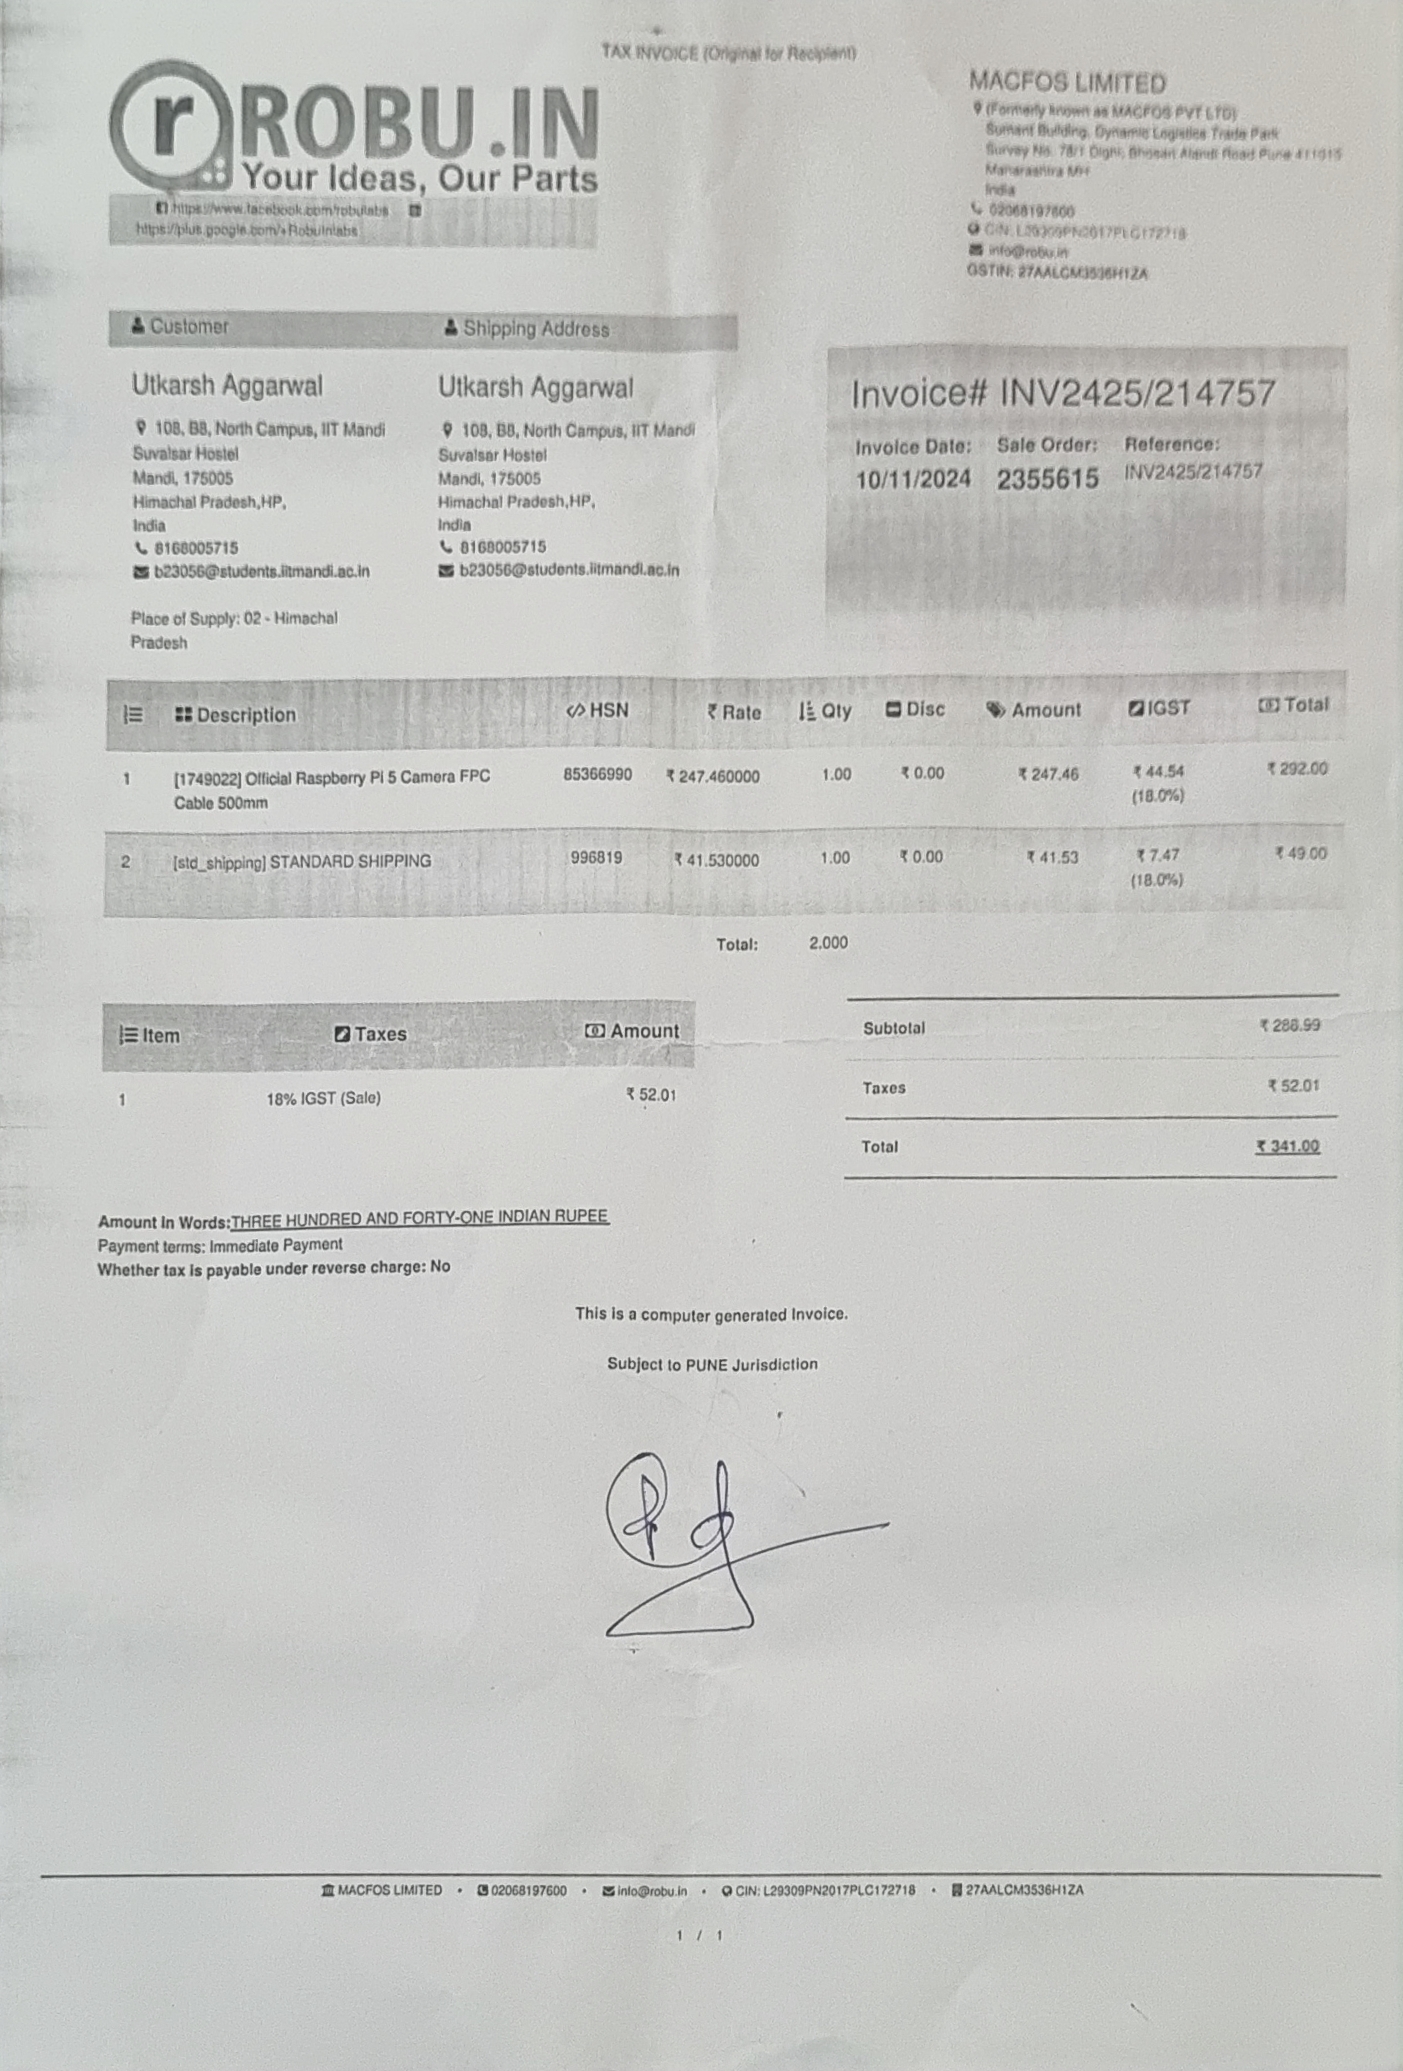 TAX INVOICE (Original for Recipient)
r ROBU.IN
Your Ideas, Our Parts
https://www.facebook.com/robulabs
https://plus.google.com/+RobuInlabs
MACFOS LIMITED
(Formerly known as MACFOS PVT LTD)
Sumant Building, Dynamic Logistics Trade Park
Survey No. 78/1 Dighi, Bhosari Alandi Road Pune 411015
Maharashtra MH
India
02068197600
CIN: L29309PN2017PLC172718
info@robu.in
GSTIN: 27AALCM3536H1ZA
Customer Shipping Address
Utkarsh Aggarwal Utkarsh Aggarwal
108, B8, North Campus, IIT Mandi 108, B8, North Campus, IIT Mandi
Suvalsar Hostel Suvalsar Hostel
Mandi, 175005 Mandi, 175005
Himachal Pradesh,HP, Himachal Pradesh,HP,
India India
8168005715 8168005715
b23056@students.iitmandi.ac.in b23056@students.iitmandi.ac.in
Place of Supply: 02 - Himachal
Pradesh
Invoice# INV2425/214757
Invoice Date: Sale Order: Reference:
10/11/2024 2355615 INV2425/214757
Description HSN ₹ Rate Qty Disc Amount IGST Total
1 [1749022] Official Raspberry Pi 5 Camera FPC 85366990 ₹ 247.460000 1.00 ₹ 0.00 ₹ 247.46 ₹ 44.54 ₹ 292.00
Cable 500mm (18.0%)
2 [std_shipping] STANDARD SHIPPING 996819 ₹ 41.530000 1.00 ₹ 0.00 ₹ 41.53 ₹ 7.47 ₹ 49.00
(18.0%)
Total: 2.000
Item Taxes Amount
1 18% IGST (Sale) ₹ 52.01
Subtotal ₹ 288.99
Taxes ₹ 52.01
Total ₹ 341.00
Amount in Words:THREE HUNDRED AND FORTY-ONE INDIAN RUPEE
Payment terms: Immediate Payment
Whether tax is payable under reverse charge: No
This is a computer generated Invoice.
Subject to PUNE Jurisdiction
MACFOS LIMITED • 02068197600 • info@robu.in • CIN: L29309PN2017PLC172718 • 27AALCM3536H1ZA
1 / 1